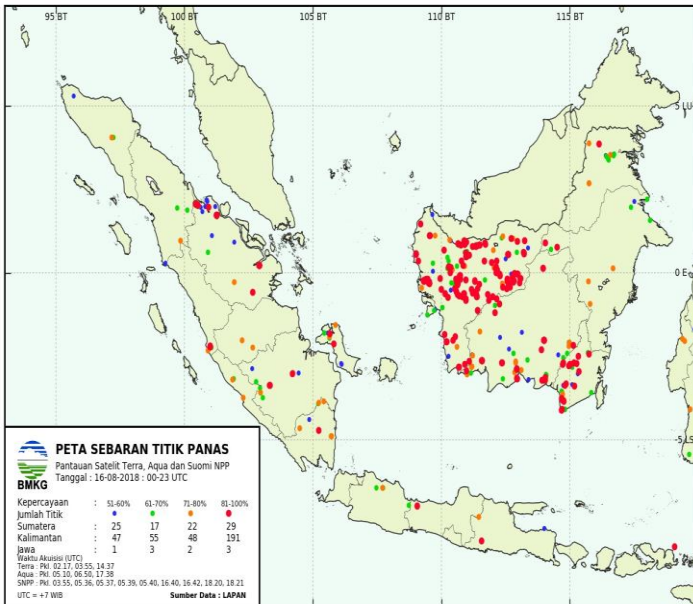 95 BT 100 BT 105 BT 110 BT 115 BT
5 LU
0 E
-5 LS
PETA SEBARAN TITIK PANAS
Pantauan Satelit Terra, Aqua dan Suomi NPP
Tanggal : 16-08-2018 : 00-23 UTC
BMKG
Kepercayaan : 51-60% 61-70% 71-80% 81-100%
Jumlah Titik
Sumatera : 25 17 22 29
Kalimantan : 47 55 48 191
Jawa : 1 3 2 3
Waktu Akuisisi (UTC)
Terra : Pkl. 02.17, 03.55, 14.37
Aqua : Pkl. 05.10, 06.50, 17.38
SNPP : Pkl. 03.55, 05.36, 05.37, 05.39, 05.40, 16.40, 16.42, 18.20, 18.21
UTC = +7 WIB Sumber Data : LAPAN